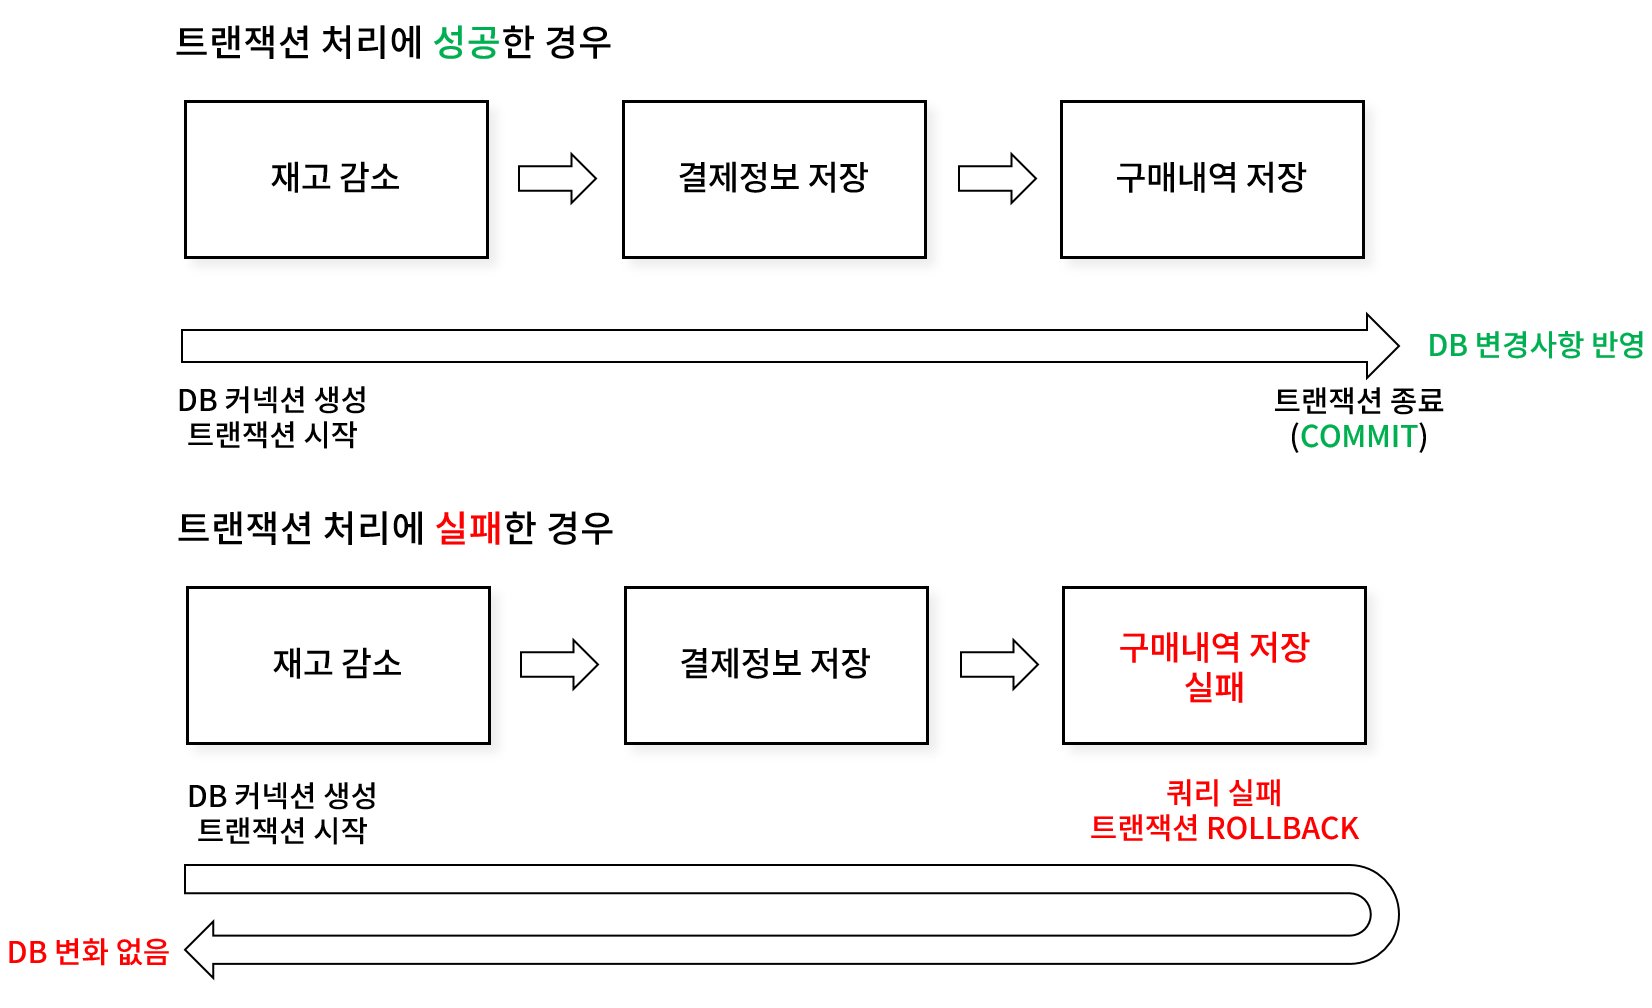 트랜잭션 처리에 성공한 경우
재고 감소
결제정보 저장
구매내역 저장
DB 변경사항 반영
DB 커넥션 생성
트랜잭션 시작
트랜잭션 종료
(COMMIT)
트랜잭션 처리에 실패한 경우
재고 감소
결제정보 저장
구매내역 저장
실패
DB 커넥션 생성
트랜잭션 시작
쿼리 실패
트랜잭션 ROLLBACK
DB 변화 없음